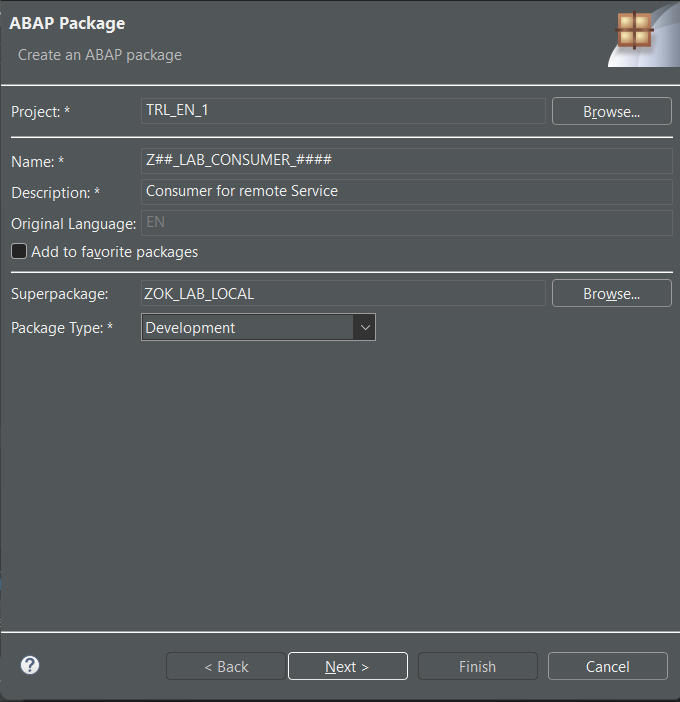 ABAP Package
Create an ABAP package
Project: * TRL_EN_1 Browse...
Name: * Z##_LAB_CONSUMER_####
Description: * Consumer for remote Service
Original Language: EN
Add to favorite packages
Superpackage: ZOK_LAB_LOCAL Browse...
Package Type: * Development
? < Back Next > Finish Cancel